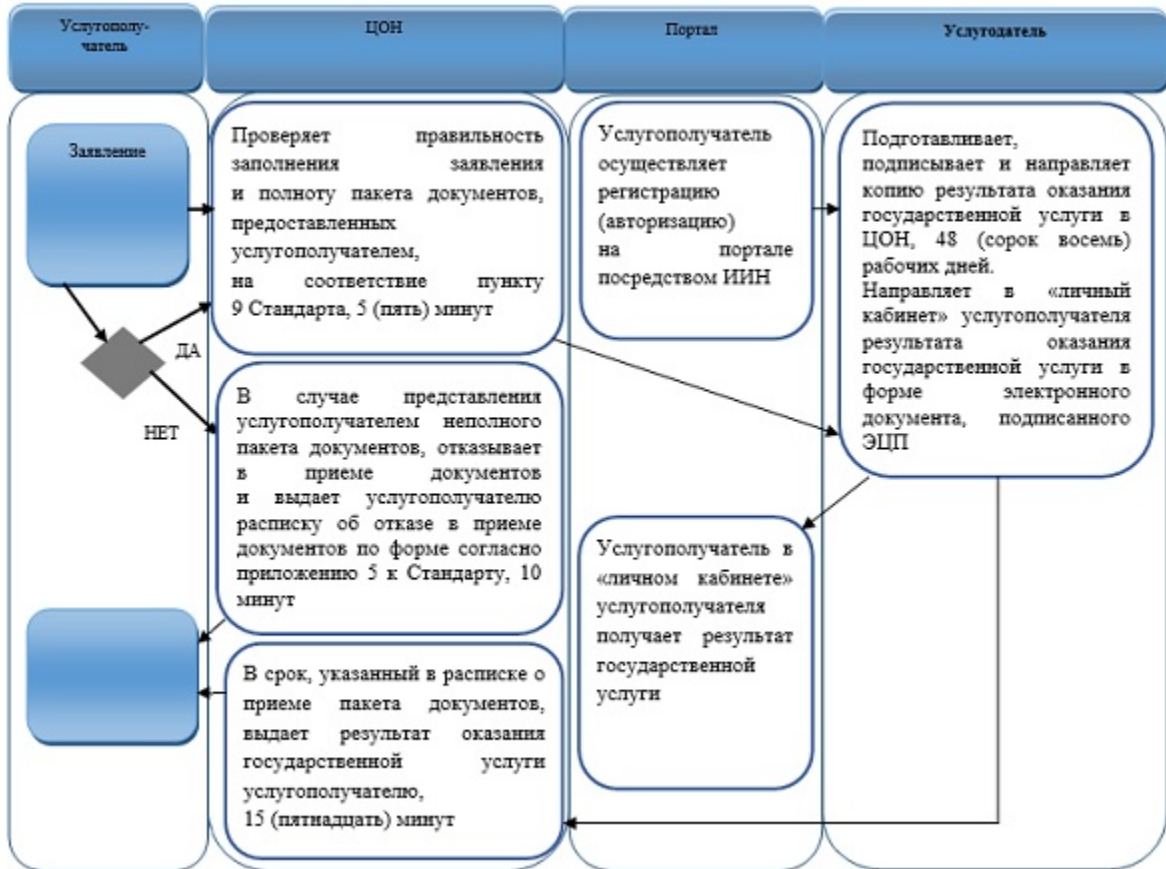 Услугополу-
чатель
ЦОН
Портал
Услугодатель
Заявление
ДА
НЕТ
Проверяет правильность
заполнения заявления
и полноту пакета документов,
предоставленных
услугополучателем,
на соответствие пункту
9 Стандарта, 5 (пять) минут
В случае представления
услугополучателем неполного
пакета документов, отказывает
в приеме документов
и выдает услугополучателю
расписку об отказе в приеме
документов по форме согласно
приложению 5 к Стандарту, 10
минут
В срок, указанный в расписке о
приеме пакета документов,
выдает результат оказания
государственной услуги
услугополучателю,
15 (пятнадцать) минут
Услугополучатель
осуществляет
регистрацию
(авторизацию)
на портале
посредством ИИН
Услугополучатель в
«личном кабинете»
услугополучателя
получает результат
государственной
услуги
Подготавливает,
подписывает и направляет
копию результата оказания
государственной услуги в
ЦОН, 48 (сорок восемь)
рабочих дней.
Направляет в «личный
кабинет» услугополучателя
результата оказания
государственной услуги в
форме электронного
документа, подписанного
ЭЦП